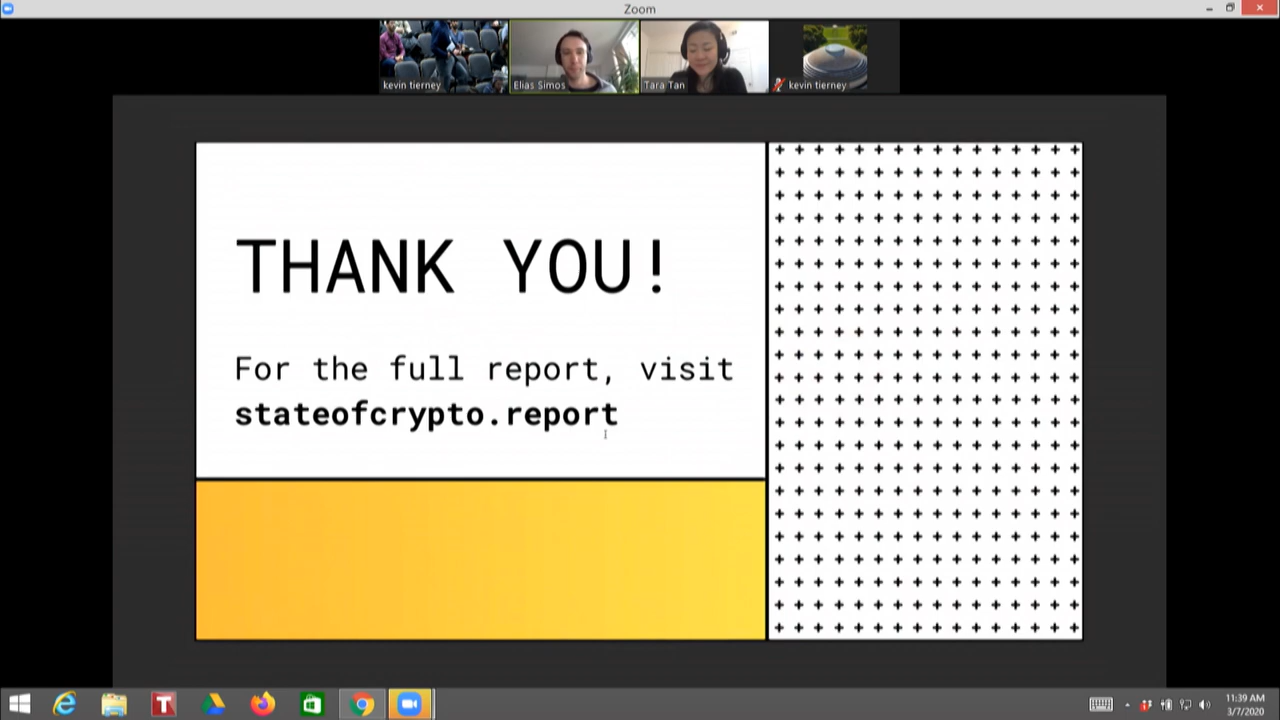 Zoom
kevin tierney
Elias Simos
Tara Tan
kevin tierney
THANK YOU!
For the full report, visit
stateofcrypto.report
11:39 AM
3/7/2020